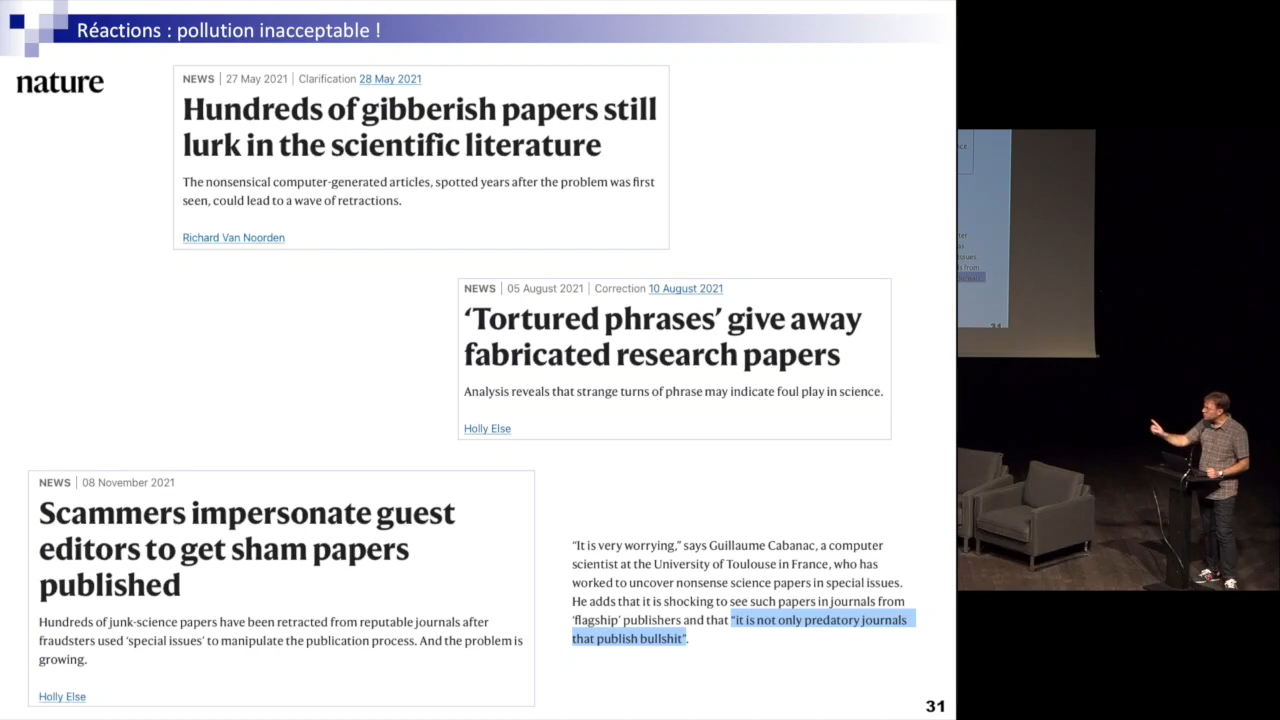 Réactions : pollution inacceptable !
nature
NEWS | 27 May 2021 | Clarification 28 May 2021
Hundreds of gibberish papers still
lurk in the scientific literature
The nonsensical computer-generated articles, spotted years after the problem was first
seen, could lead to a wave of retractions.
Richard Van Noorden
NEWS | 05 August 2021 | Correction 10 August 2021
‘Tortured phrases’ give away
fabricated research papers
Analysis reveals that strange turns of phrase may indicate foul play in science.
Holly Else
NEWS | 08 November 2021
Scammers impersonate guest
editors to get sham papers
published
Hundreds of junk-science papers have been retracted from reputable journals after
fraudsters used ‘special issues’ to manipulate the publication process. And the problem is
growing.
Holly Else
“It is very worrying,” says Guillaume Cabanac, a computer
scientist at the University of Toulouse in France, who has
worked to uncover nonsense science papers in special issues.
He adds that it is shocking to see such papers in journals from
‘flagship’ publishers and that “it is not only predatory journals
that publish bullshit”.
31